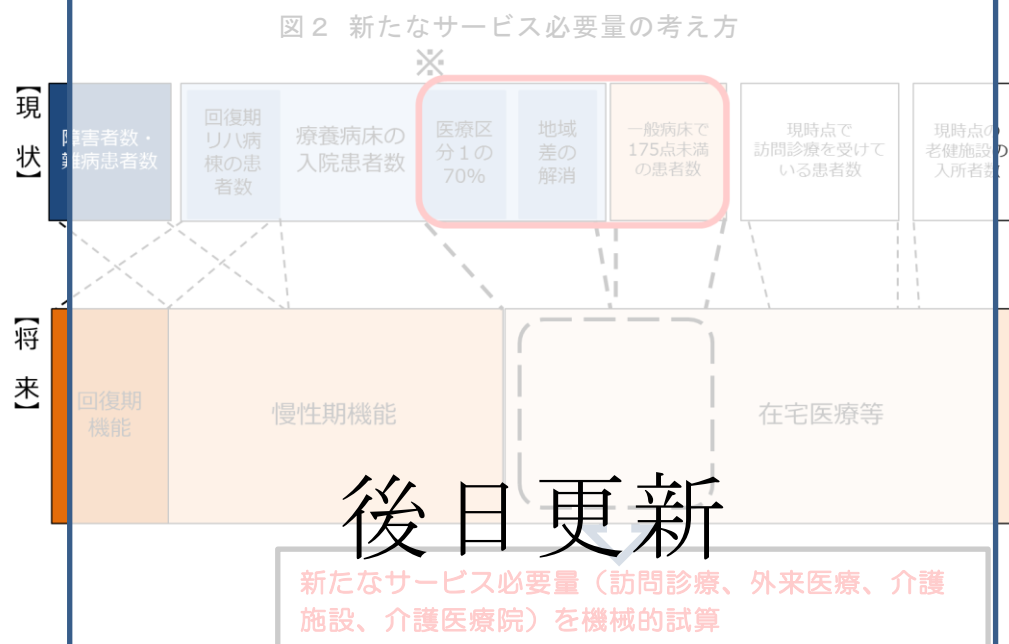 図２ 新たなサービス必要量の考え方
※
【現状】
障害者数・
難病患者数
回復期
リハ病
棟の患
者数
療養病床の
入院患者数
医療区
分１の
70%
地域
差の
解消
一般病床で
175点未満
の患者数
現時点で
訪問診療を受けて
いる患者数
現時点の
老健施設の
入所者数
【将来】
回復期
機能
慢性期機能
在宅医療等
後日更新
新たなサービス必要量（訪問診療、外来医療、介護
施設、介護医療院）を機械的試算